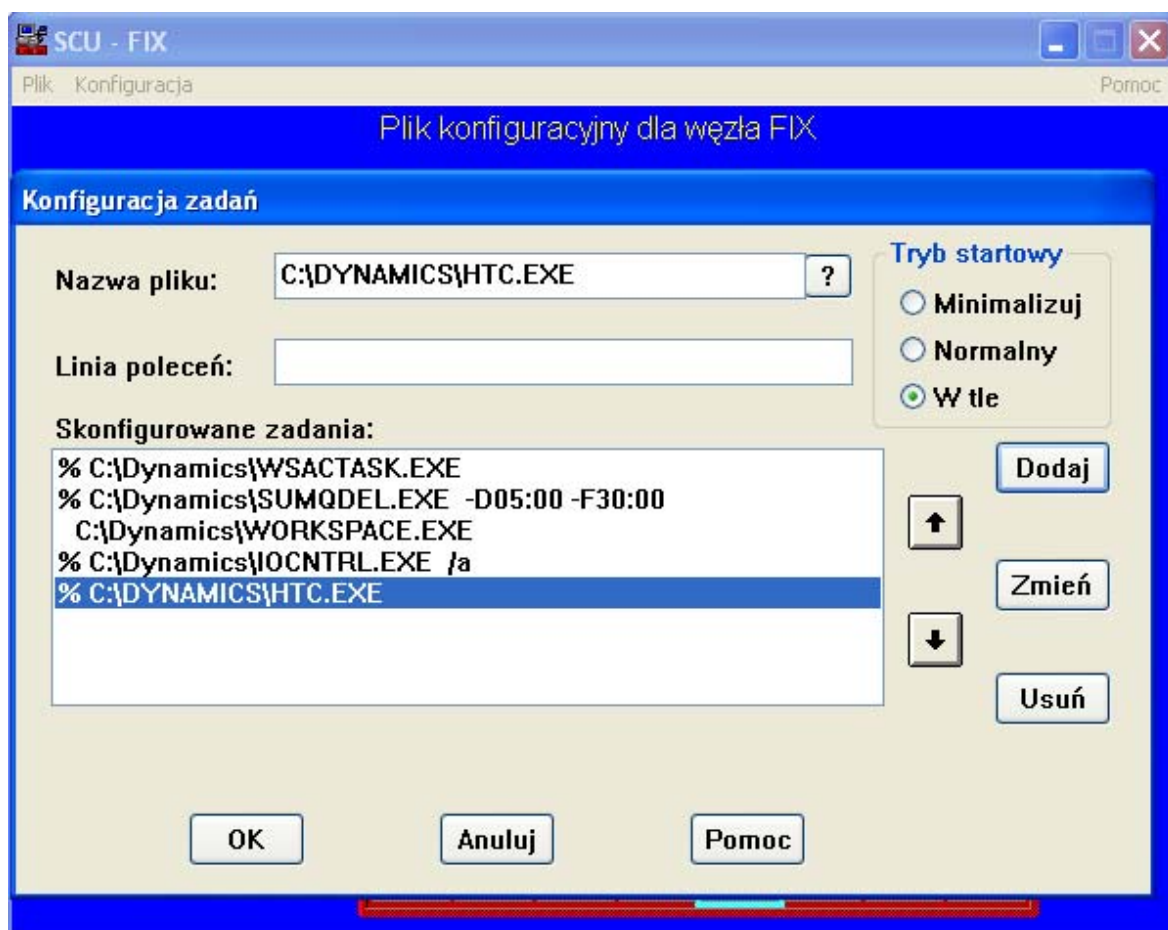 SCU - FIX
Plik Konfiguracja Pomoc
Plik konfiguracyjny dla węzła FIX
Konfiguracja zadań
Nazwa pliku: C:\DYNAMICS\HTC.EXE ?
Linia poleceń:
Tryb startowy
Minimalizuj
Normalny
W tle
Skonfigurowane zadania:
% C:\Dynamics\WSACTASK.EXE
% C:\Dynamics\SUMQDEL.EXE -D05:00 -F30:00
C:\Dynamics\WORKSPACE.EXE
% C:\Dynamics\IOCNTRL.EXE /a
% C:\DYNAMICS\HTC.EXE
Dodaj
Zmień
Usuń
OK Anuluj Pomoc